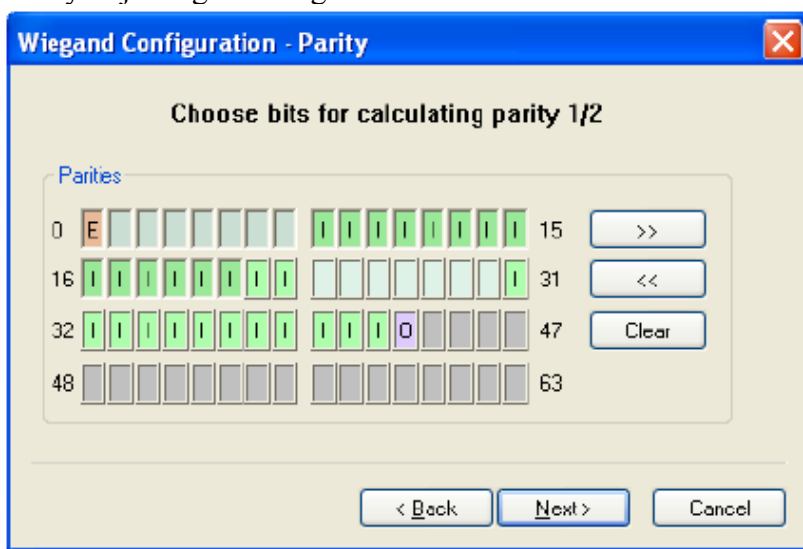 Wiegand Configuration - Parity
Choose bits for calculating parity 1/2
Parities
0 E I I I I I I I I 15 >>
16 I I I I I I I I I 31 <<
32 I I I I I I I I I I I O 47 Clear
48 63
< Back Next > Cancel